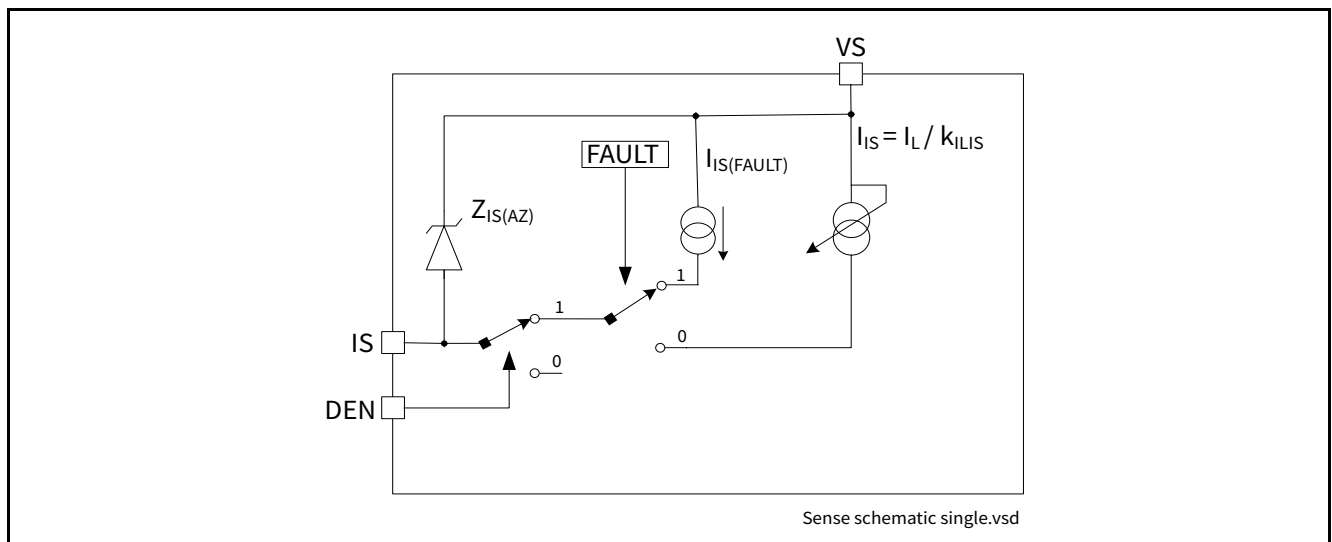 VS
I_IS = I_L / k_ILIS
FAULT
I_IS(FAULT)
Z_IS(AZ)
1
1
0
IS
0
DEN
Sense schematic single.vsd